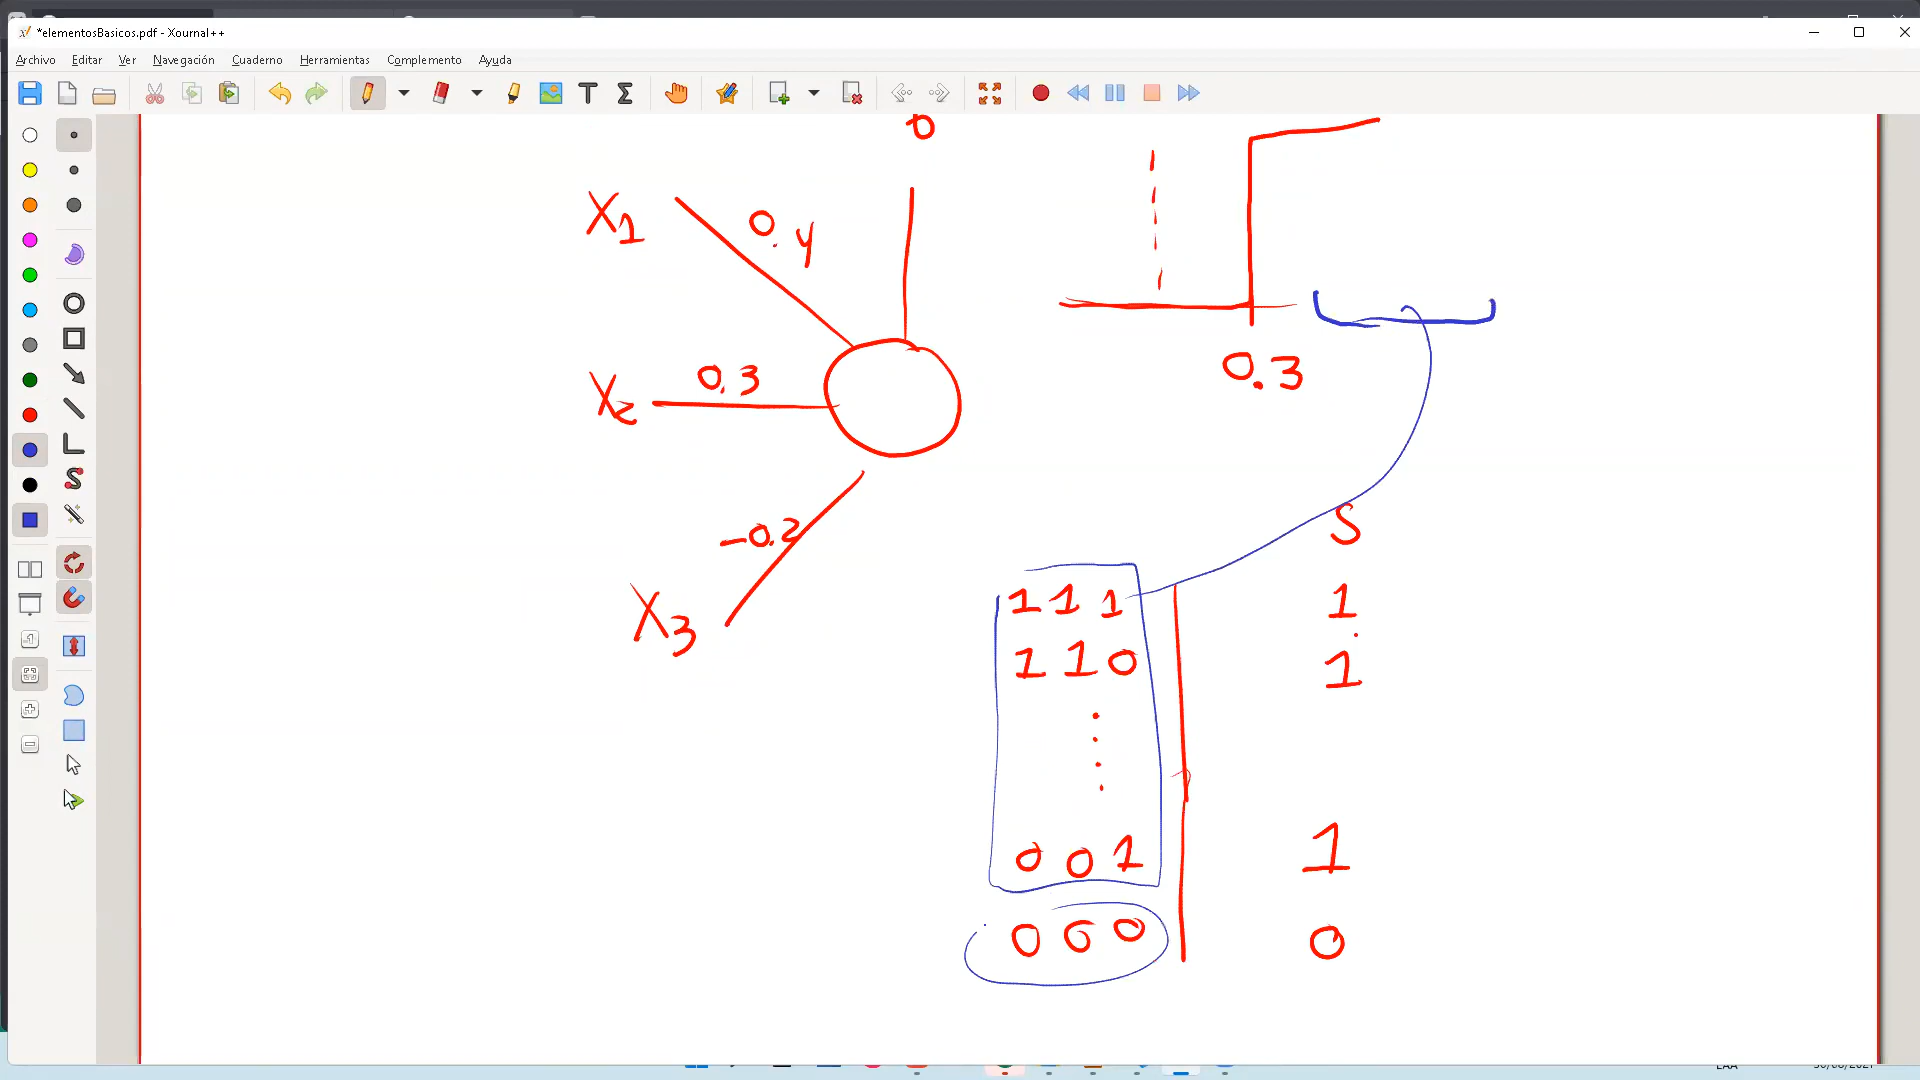 *elementosBasicos.pdf - Xournal++
Archivo Editar Ver Navegación Cuaderno Herramientas Complemento Ayuda
0
X1 0.4
X2 0.3
0.3
-0.2
X3
S
1 1 1 1
1 1 0 1
0 0 1 1
0 0 0 0